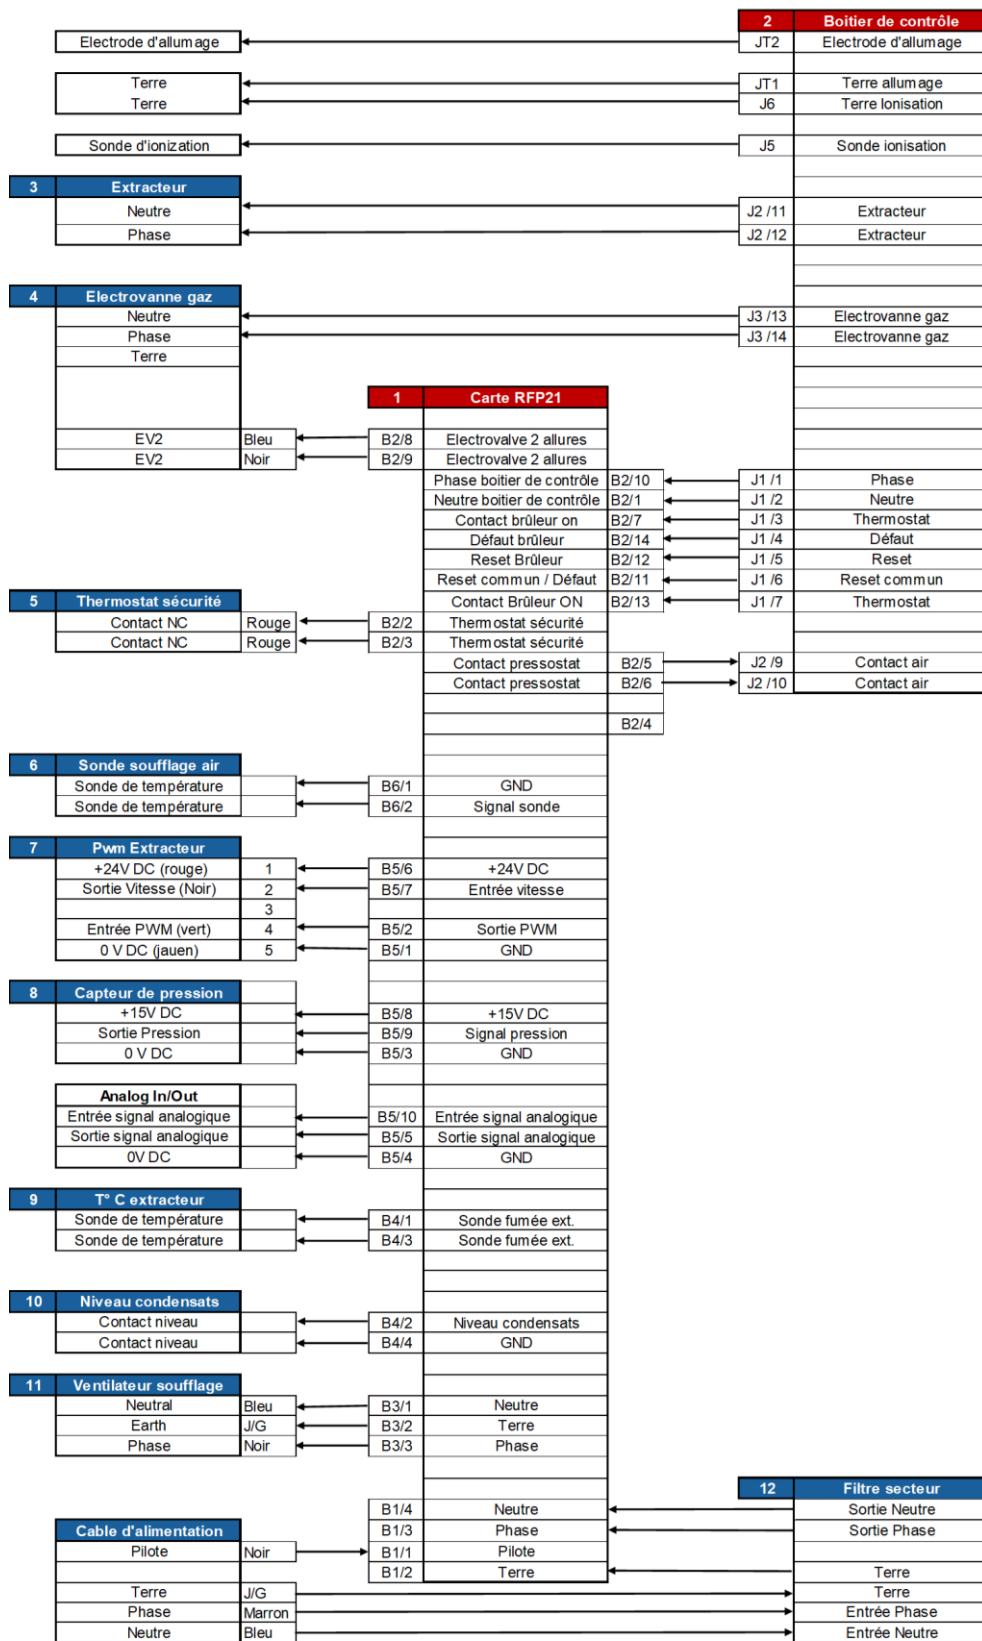 2 Boitier de contrôle
Electrode d'allumage JT2 Electrode d'allumage
Terre JT1 Terre allumage
Terre J6 Terre Ionisation
Sonde d'ionization J5 Sonde ionisation
3 Extracteur
Neutre J2 /11 Extracteur
Phase J2 /12 Extracteur
4 Electrovanne gaz
Neutre J3 /13 Electrovanne gaz
Phase J3 /14 Electrovanne gaz
Terre
1 Carte RFP21
EV2 Bleu B2/8 Electrovalve 2 allures
EV2 Noir B2/9 Electrovalve 2 allures
Phase boitier de contrôle B2/10 J1 /1 Phase
Neutre boitier de contrôle B2/1 J1 /2 Neutre
Contact brûleur on B2/7 J1 /3 Thermostat
Défaut brûleur B2/14 J1 /4 Défaut
Reset Brûleur B2/12 J1 /5 Reset
Reset commun / Défaut B2/11 J1 /6 Reset commun
5 Thermostat sécurité Contact Brûleur ON B2/13 J1 /7 Thermostat
Contact NC Rouge B2/2 Thermostat sécurité
Contact NC Rouge B2/3 Thermostat sécurité
Contact pressostat B2/5 J2 /9 Contact air
Contact pressostat B2/6 J2 /10 Contact air
B2/4
6 Sonde soufflage air
Sonde de température B6/1 GND
Sonde de température B6/2 Signal sonde
7 Pwm Extracteur
+24V DC (rouge) 1 B5/6 +24V DC
Sortie Vitesse (Noir) 2 B5/7 Entrée vitesse
3
Entrée PWM (vert) 4 B5/2 Sortie PWM
0 V DC (jauen) 5 B5/1 GND
8 Capteur de pression
+15V DC B5/8 +15V DC
Sortie Pression B5/9 Signal pression
0 V DC B5/3 GND
Analog In/Out
Entrée signal analogique B5/10 Entrée signal analogique
Sortie signal analogique B5/5 Sortie signal analogique
0V DC B5/4 GND
9 T° C extracteur
Sonde de température B4/1 Sonde fumée ext.
Sonde de température B4/3 Sonde fumée ext.
10 Niveau condensats
Contact niveau B4/2 Niveau condensats
Contact niveau B4/4 GND
11 Ventilateur soufflage
Neutral Bleu B3/1 Neutre
Earth J/G B3/2 Terre
Phase Noir B3/3 Phase
12 Filtre secteur
B1/4 Neutre Sortie Neutre
Cable d'alimentation B1/3 Phase Sortie Phase
Pilote Noir B1/1 Pilote
B1/2 Terre Terre
Terre J/G Terre
Phase Marron Entrée Phase
Neutre Bleu Entrée Neutre